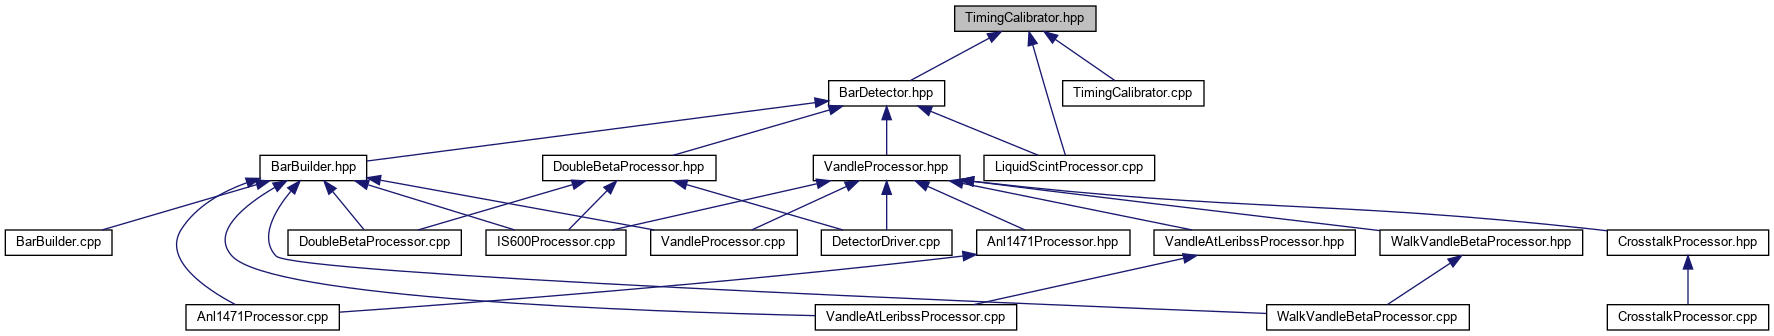 TimingCalibrator.hpp
BarDetector.hpp
TimingCalibrator.cpp
BarBuilder.hpp
DoubleBetaProcessor.hpp
VandleProcessor.hpp
LiquidScintProcessor.cpp
BarBuilder.cpp
DoubleBetaProcessor.cpp
IS600Processor.cpp
VandleProcessor.cpp
DetectorDriver.cpp
Anl1471Processor.hpp
VandleAtLeribssProcessor.hpp
WalkVandleBetaProcessor.hpp
CrosstalkProcessor.hpp
Anl1471Processor.cpp
VandleAtLeribssProcessor.cpp
WalkVandleBetaProcessor.cpp
CrosstalkProcessor.cpp